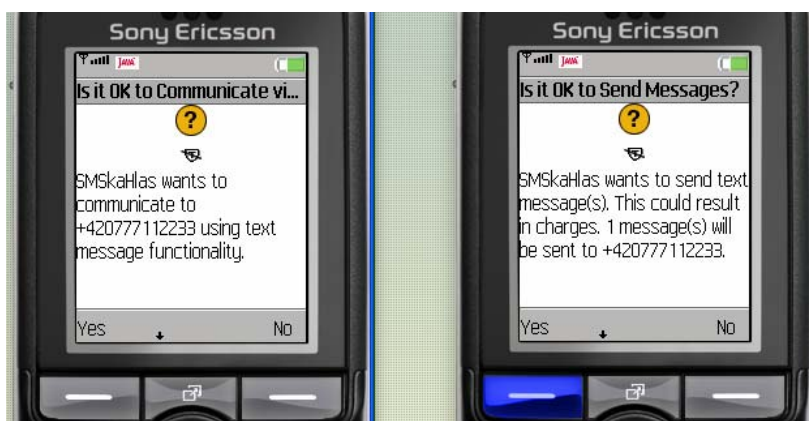 Sony Ericsson
JAVA
Is it OK to Communicate vi...
?
SMSkaHlas wants to
communicate to
+420777112233 using text
message functionality.
Yes
No
Sony Ericsson
JAVA
Is it OK to Send Messages?
?
SMSkaHlas wants to send text
message(s). This could result
in charges. 1 message(s) will
be sent to +420777112233.
Yes
No